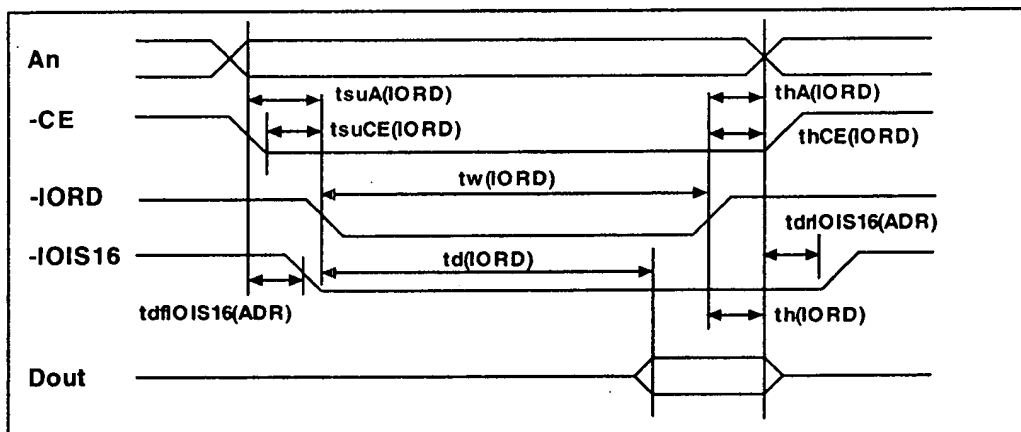 An
tsuA(IORD)
thA(IORD)
-CE
tsuCE(IORD)
thCE(IORD)
tw(IORD)
-IORD
tdrIOIS16(ADR)
-IOIS16
td(IORD)
tdfIOIS16(ADR)
th(IORD)
Dout